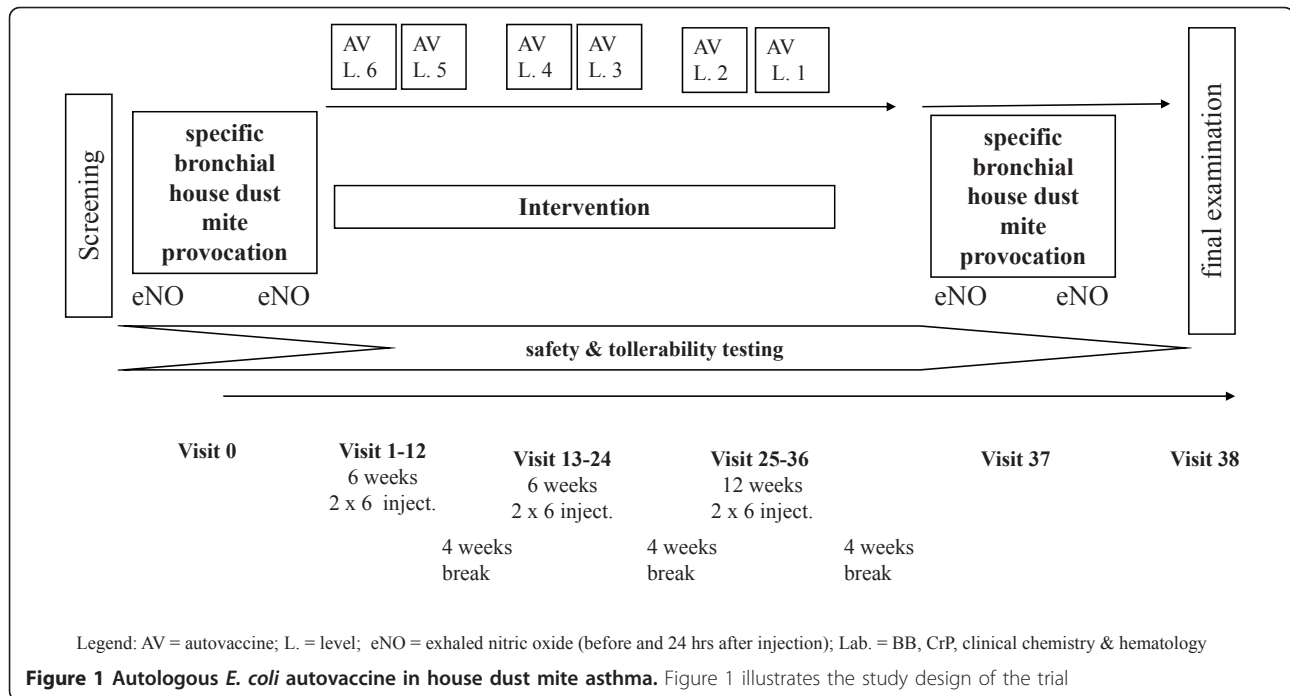 AV
L. 6
AV
L. 5
AV
L. 4
AV
L. 3
AV
L. 2
AV
L. 1
Screening
specific
bronchial
house dust
mite
provocation
eNO eNO
Intervention
specific
bronchial
house dust
mite
provocation
eNO eNO
final examination
safety & tollerability testing
Visit 0
Visit 1-12
6 weeks
2 x 6 inject.
Visit 13-24
6 weeks
2 x 6 inject.
Visit 25-36
12 weeks
2 x 6 inject.
Visit 37
Visit 38
4 weeks
break
4 weeks
break
4 weeks
break
Legend: AV = autovaccine; L. = level; eNO = exhaled nitric oxide (before and 24 hrs after injection); Lab. = BB, CrP, clinical chemistry & hematology
Figure 1 Autologous E. coli autovaccine in house dust mite asthma. Figure 1 illustrates the study design of the trial